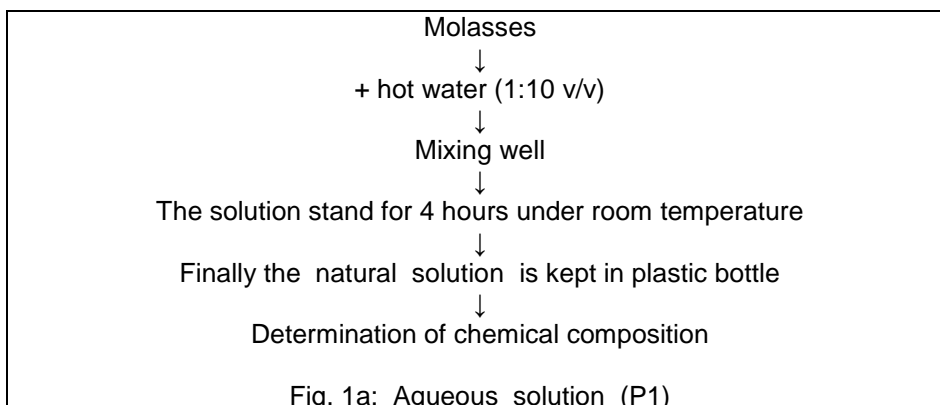 Molasses
↓
+ hot water (1:10 v/v)
↓
Mixing well
↓
The solution stand for 4 hours under room temperature
↓
Finally the natural solution is kept in plastic bottle
↓
Determination of chemical composition
Fig. 1a: Aqueous solution (P1)